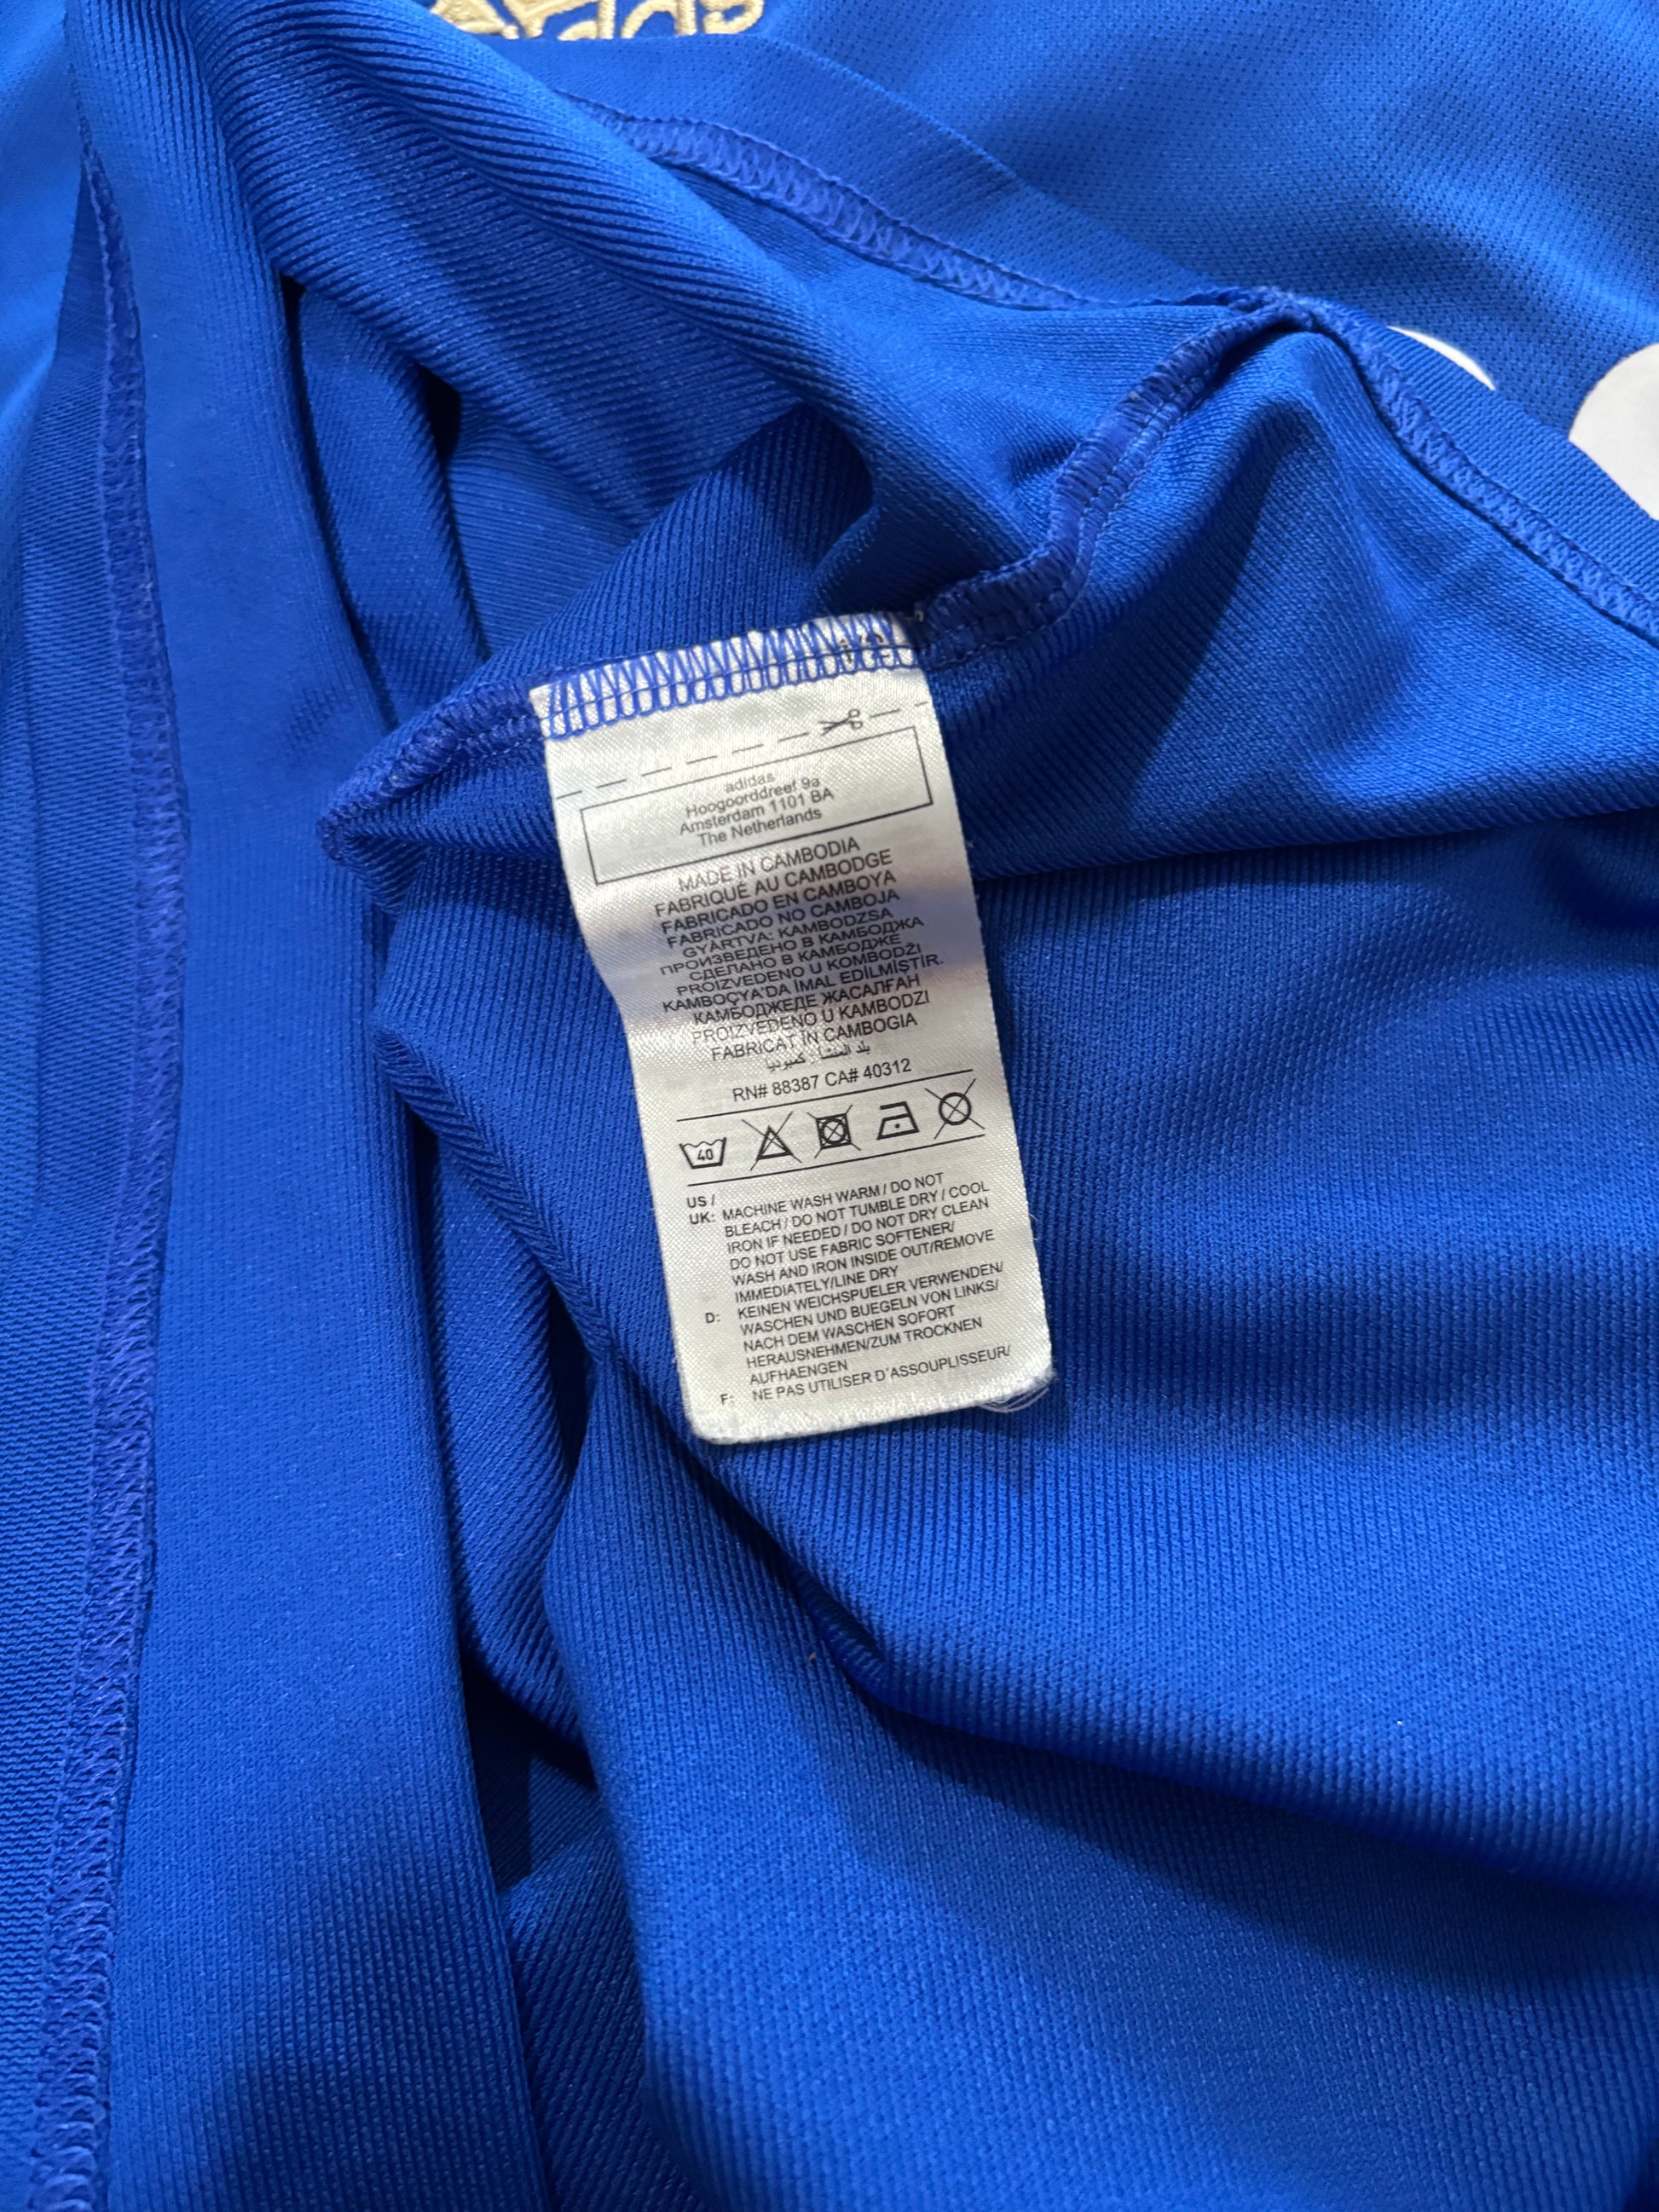 adidas
adidas
Hoogoorddreef 9a
Amsterdam 1101 BA
The Netherlands
MADE IN CAMBODIA
FABRIQUÉ AU CAMBODGE
FABRICADO EN CAMBOYA
FABRICADO NO CAMBOJA
GYÁRTVA: KAMBODZSA
ПРОИЗВЕДЕНО В КАМБОДЖА
СДЕЛАНО В КАМБОДЖЕ
PROIZVEDENO U KOMBODŽI
KAMBOÇYA'DA İMAL EDİLMİŞTİR.
КАМБОДЖЕДЕ ЖАСАЛҒАН
PROIZVEDENO U KAMBODZI
FABRICAT IN CAMBOGIA
بلد المنشأ : كمبوديا
RN# 88387 CA# 40312
40
US /
UK: MACHINE WASH WARM / DO NOT
BLEACH / DO NOT TUMBLE DRY / COOL
IRON IF NEEDED / DO NOT DRY CLEAN
DO NOT USE FABRIC SOFTENER/
WASH AND IRON INSIDE OUT/REMOVE
IMMEDIATELY/LINE DRY
D: KEINEN WEICHSPUELER VERWENDEN/
WASCHEN UND BUEGELN VON LINKS/
NACH DEM WASCHEN SOFORT
HERAUSNEHMEN/ZUM TROCKNEN
AUFHAENGEN
F: NE PAS UTILISER D'ASSOUPLISSEUR/